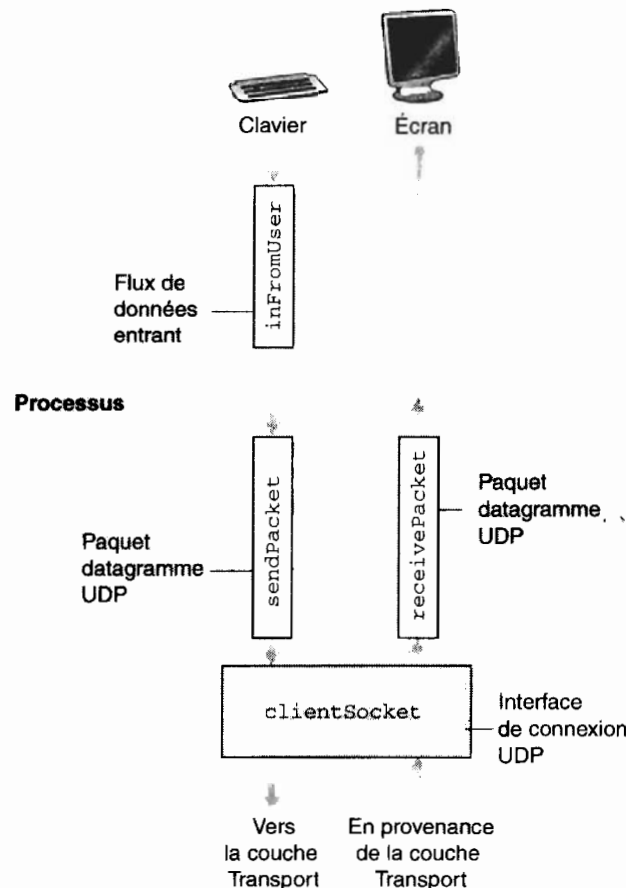 Clavier
Écran
inFromUser
Flux de
données
entrant
Processus
sendPacket
receivePacket
Paquet
datagramme
UDP
Paquet
datagramme
UDP
clientSocket
Interface
de connexion
UDP
Vers
la couche
Transport
En provenance
de la couche
Transport